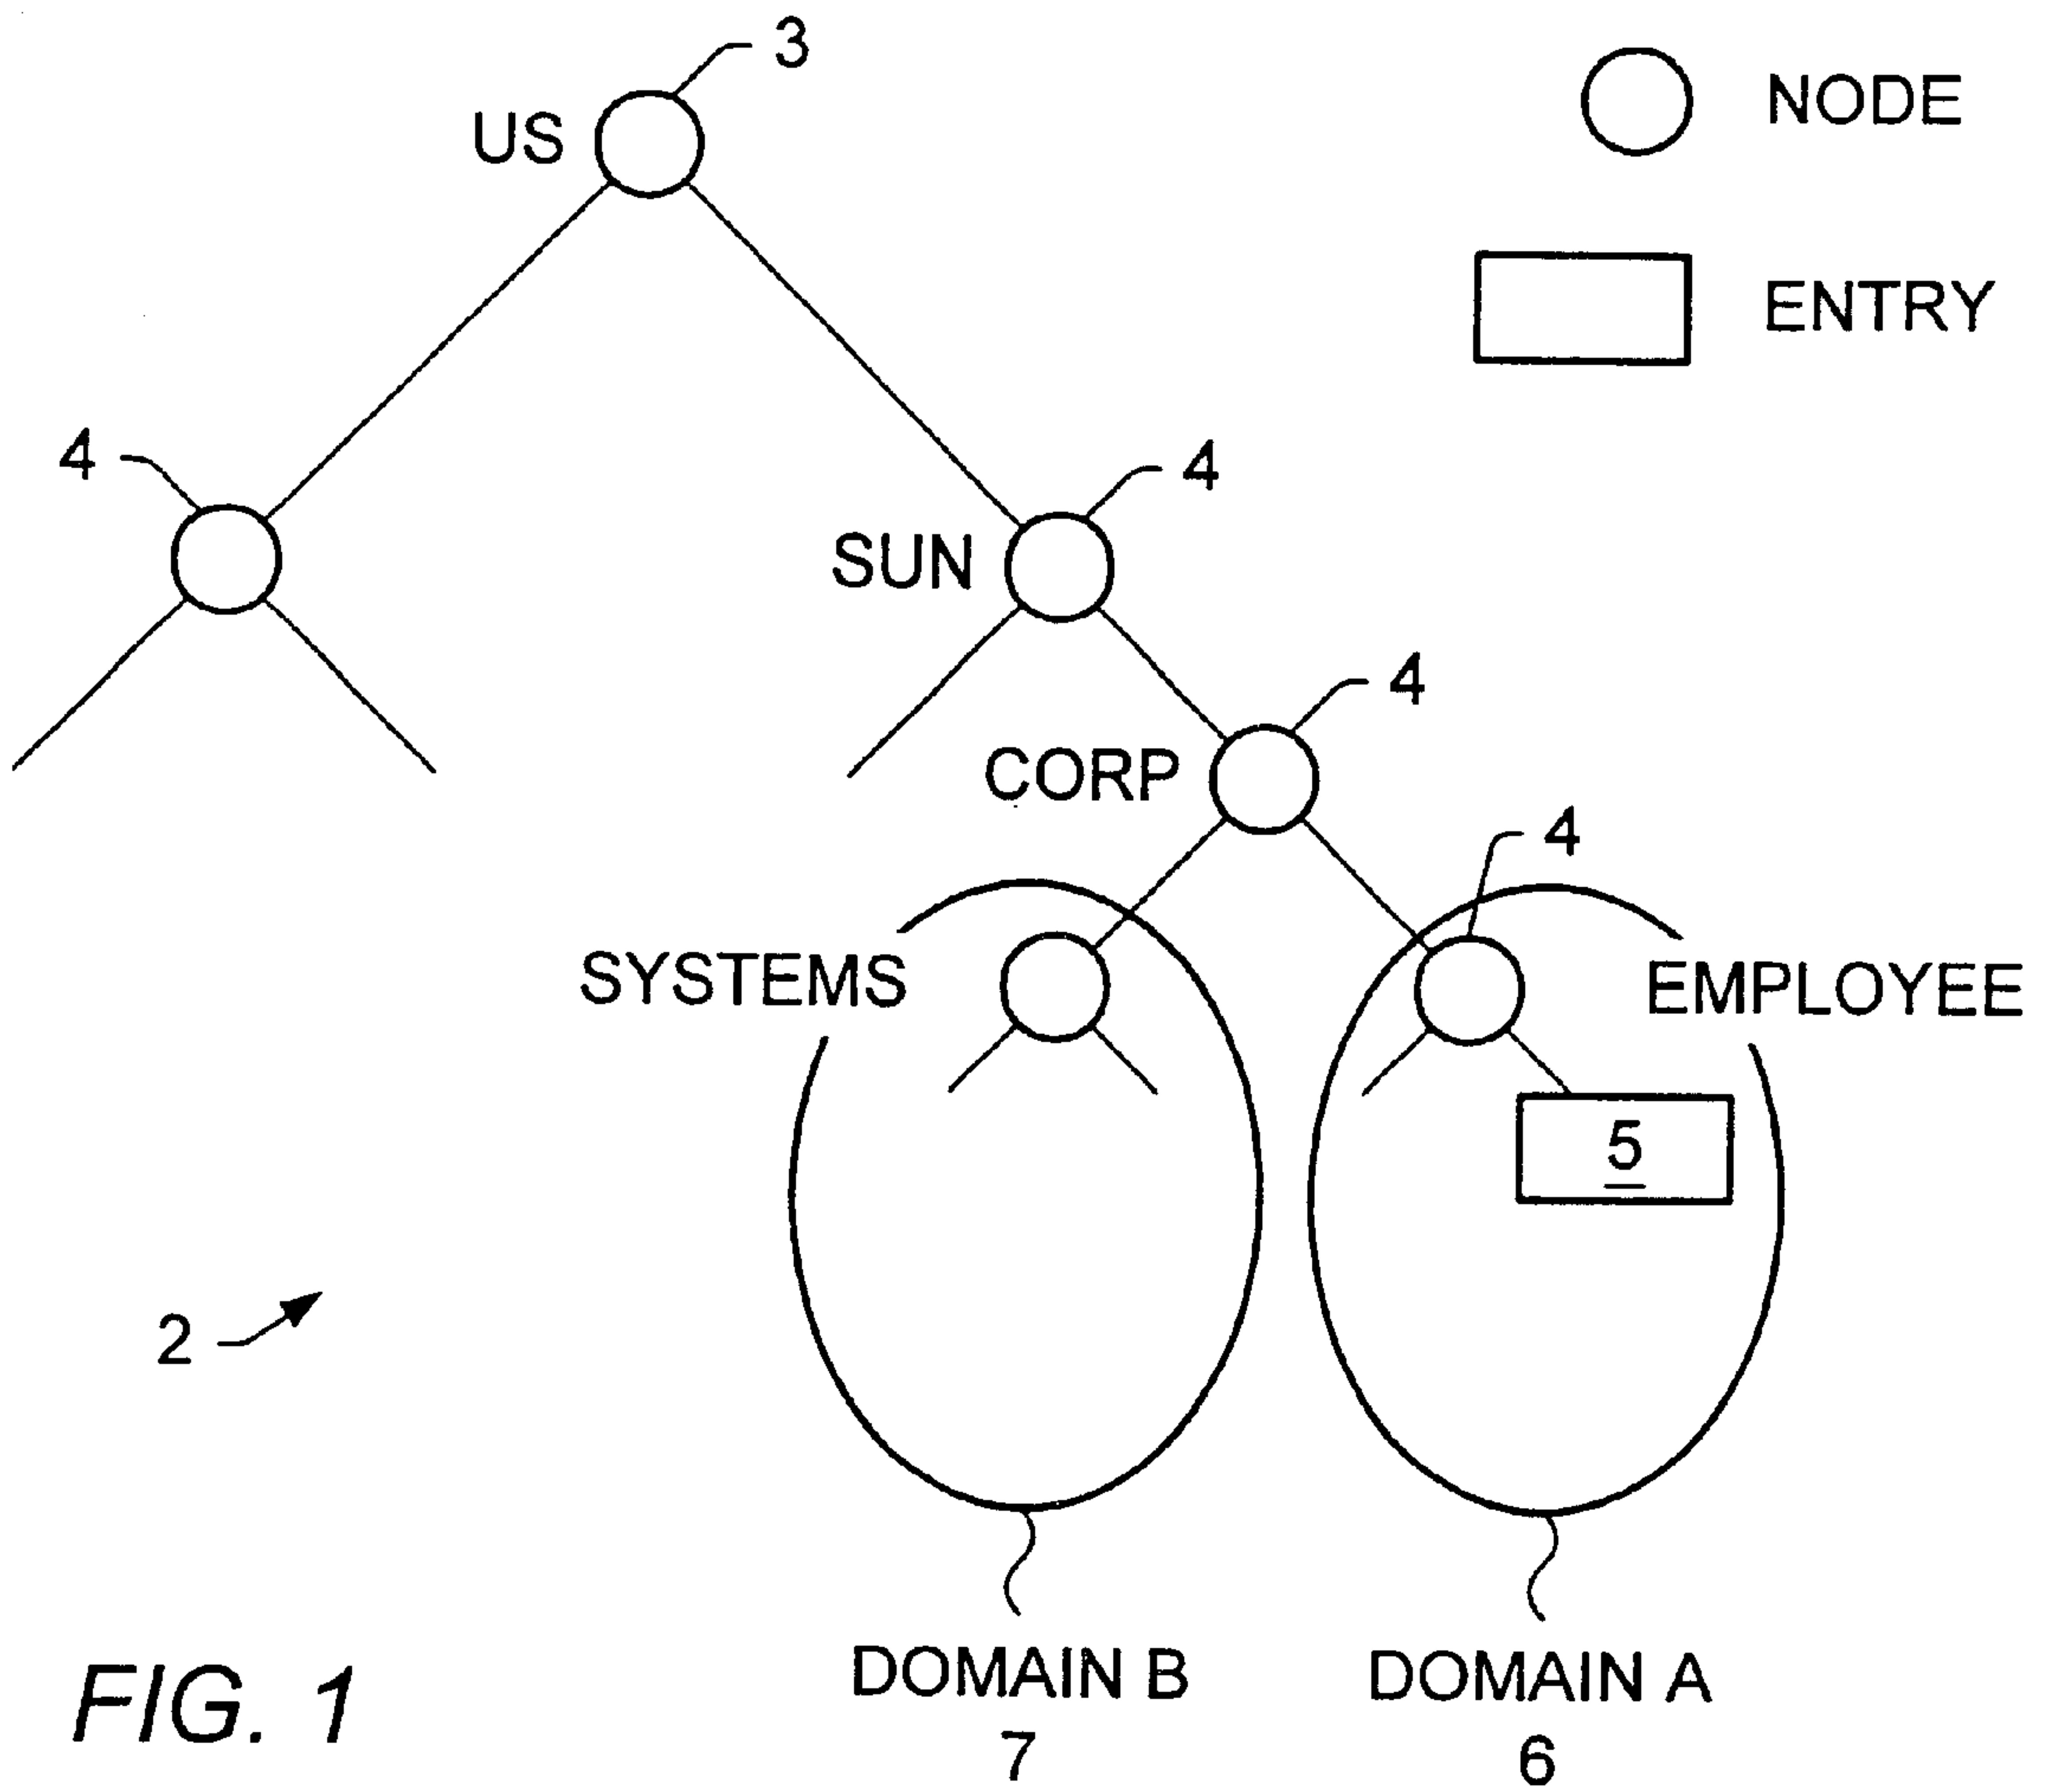 3
US
NODE
ENTRY
4
4
SUN
4
CORP
4
SYSTEMS
EMPLOYEE
5
2
DOMAIN B
DOMAIN A
7
6
FIG. 1